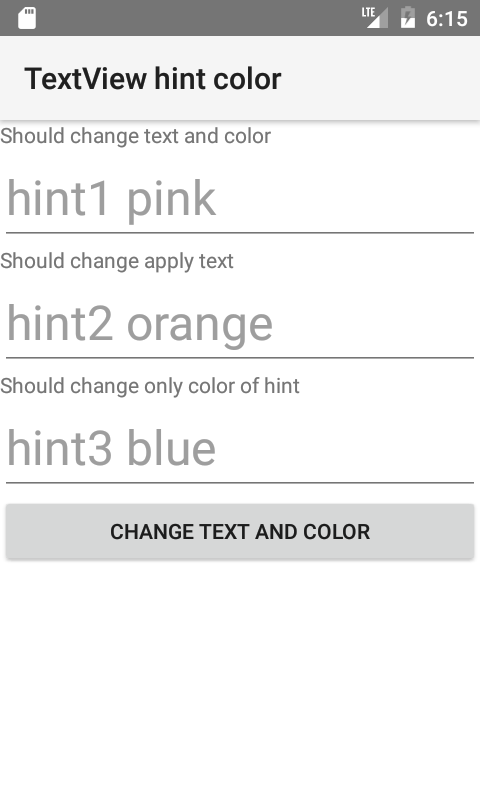 LTE 6:15
TextView hint color
Should change text and color
hint1 pink
Should change apply text
hint2 orange
Should change only color of hint
hint3 blue
CHANGE TEXT AND COLOR